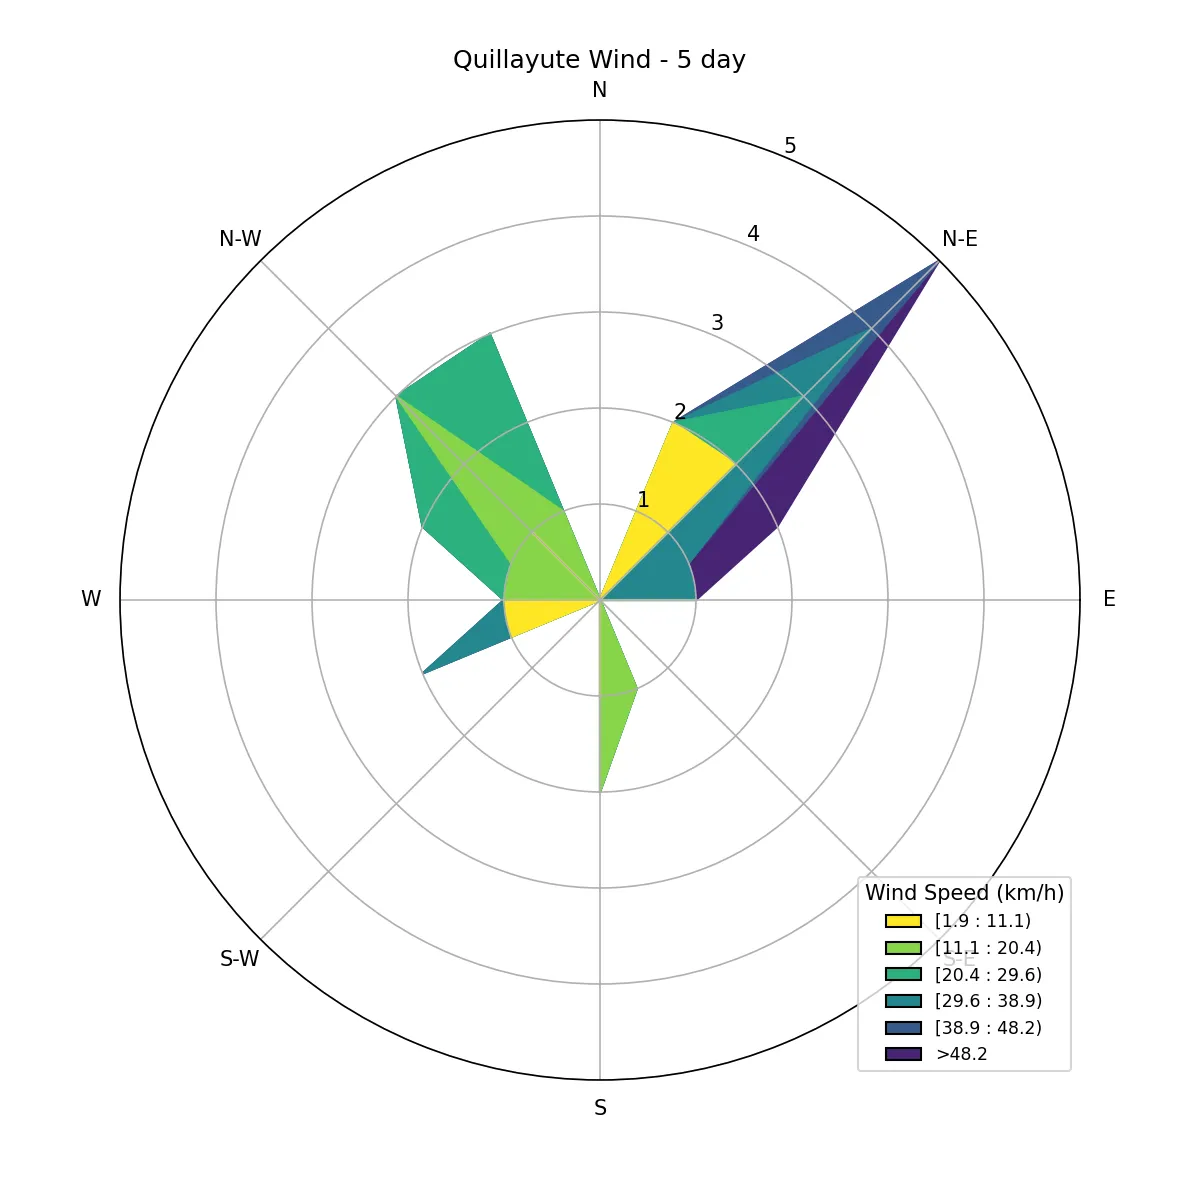 Quillayute Wind - 5 day
N
5
N-W
4
N-E
3
2
1
W
E
Wind Speed (km/h)
[1.9 : 11.1)
[11.1 : 20.4)
S-W
S-E
[20.4 : 29.6)
[29.6 : 38.9)
[38.9 : 48.2)
>48.2
S